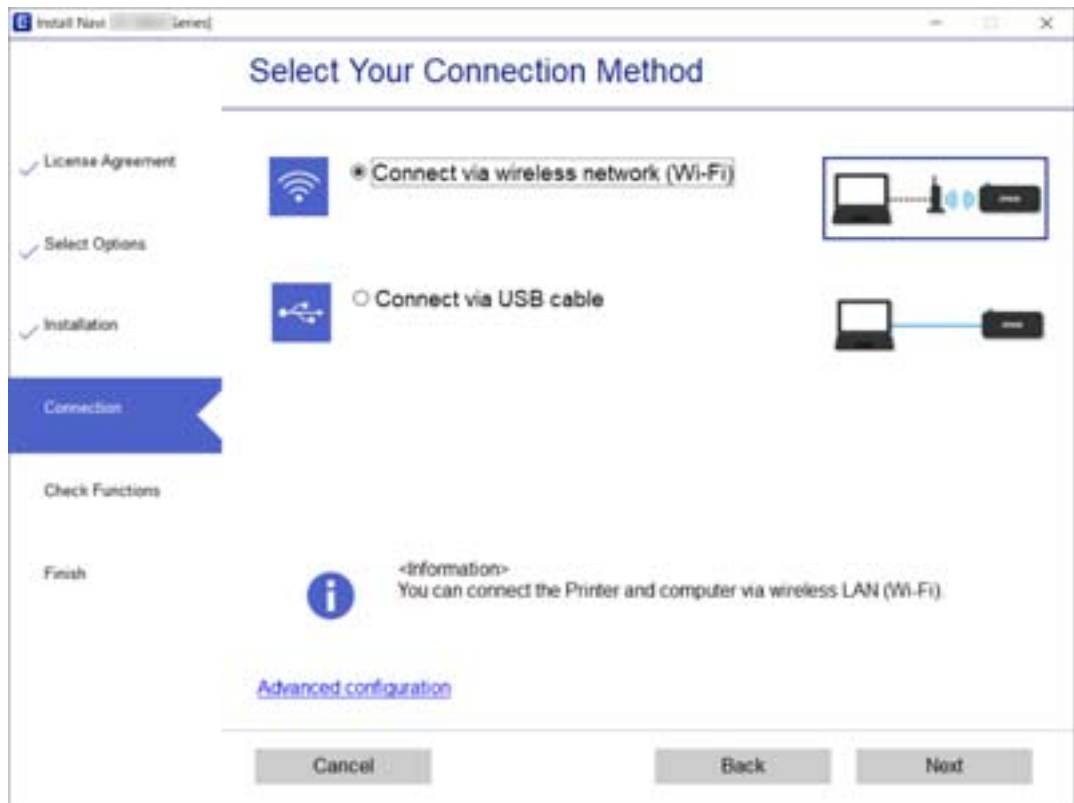 Install Navi Series]
Select Your Connection Method
License Agreement
Select Options
Installation
Connection
Check Functions
Finish
Connect via wireless network (Wi-Fi)
Connect via USB cable
<Information>
You can connect the Printer and computer via wireless LAN (Wi-Fi).
Advanced configuration
Cancel
Back
Next